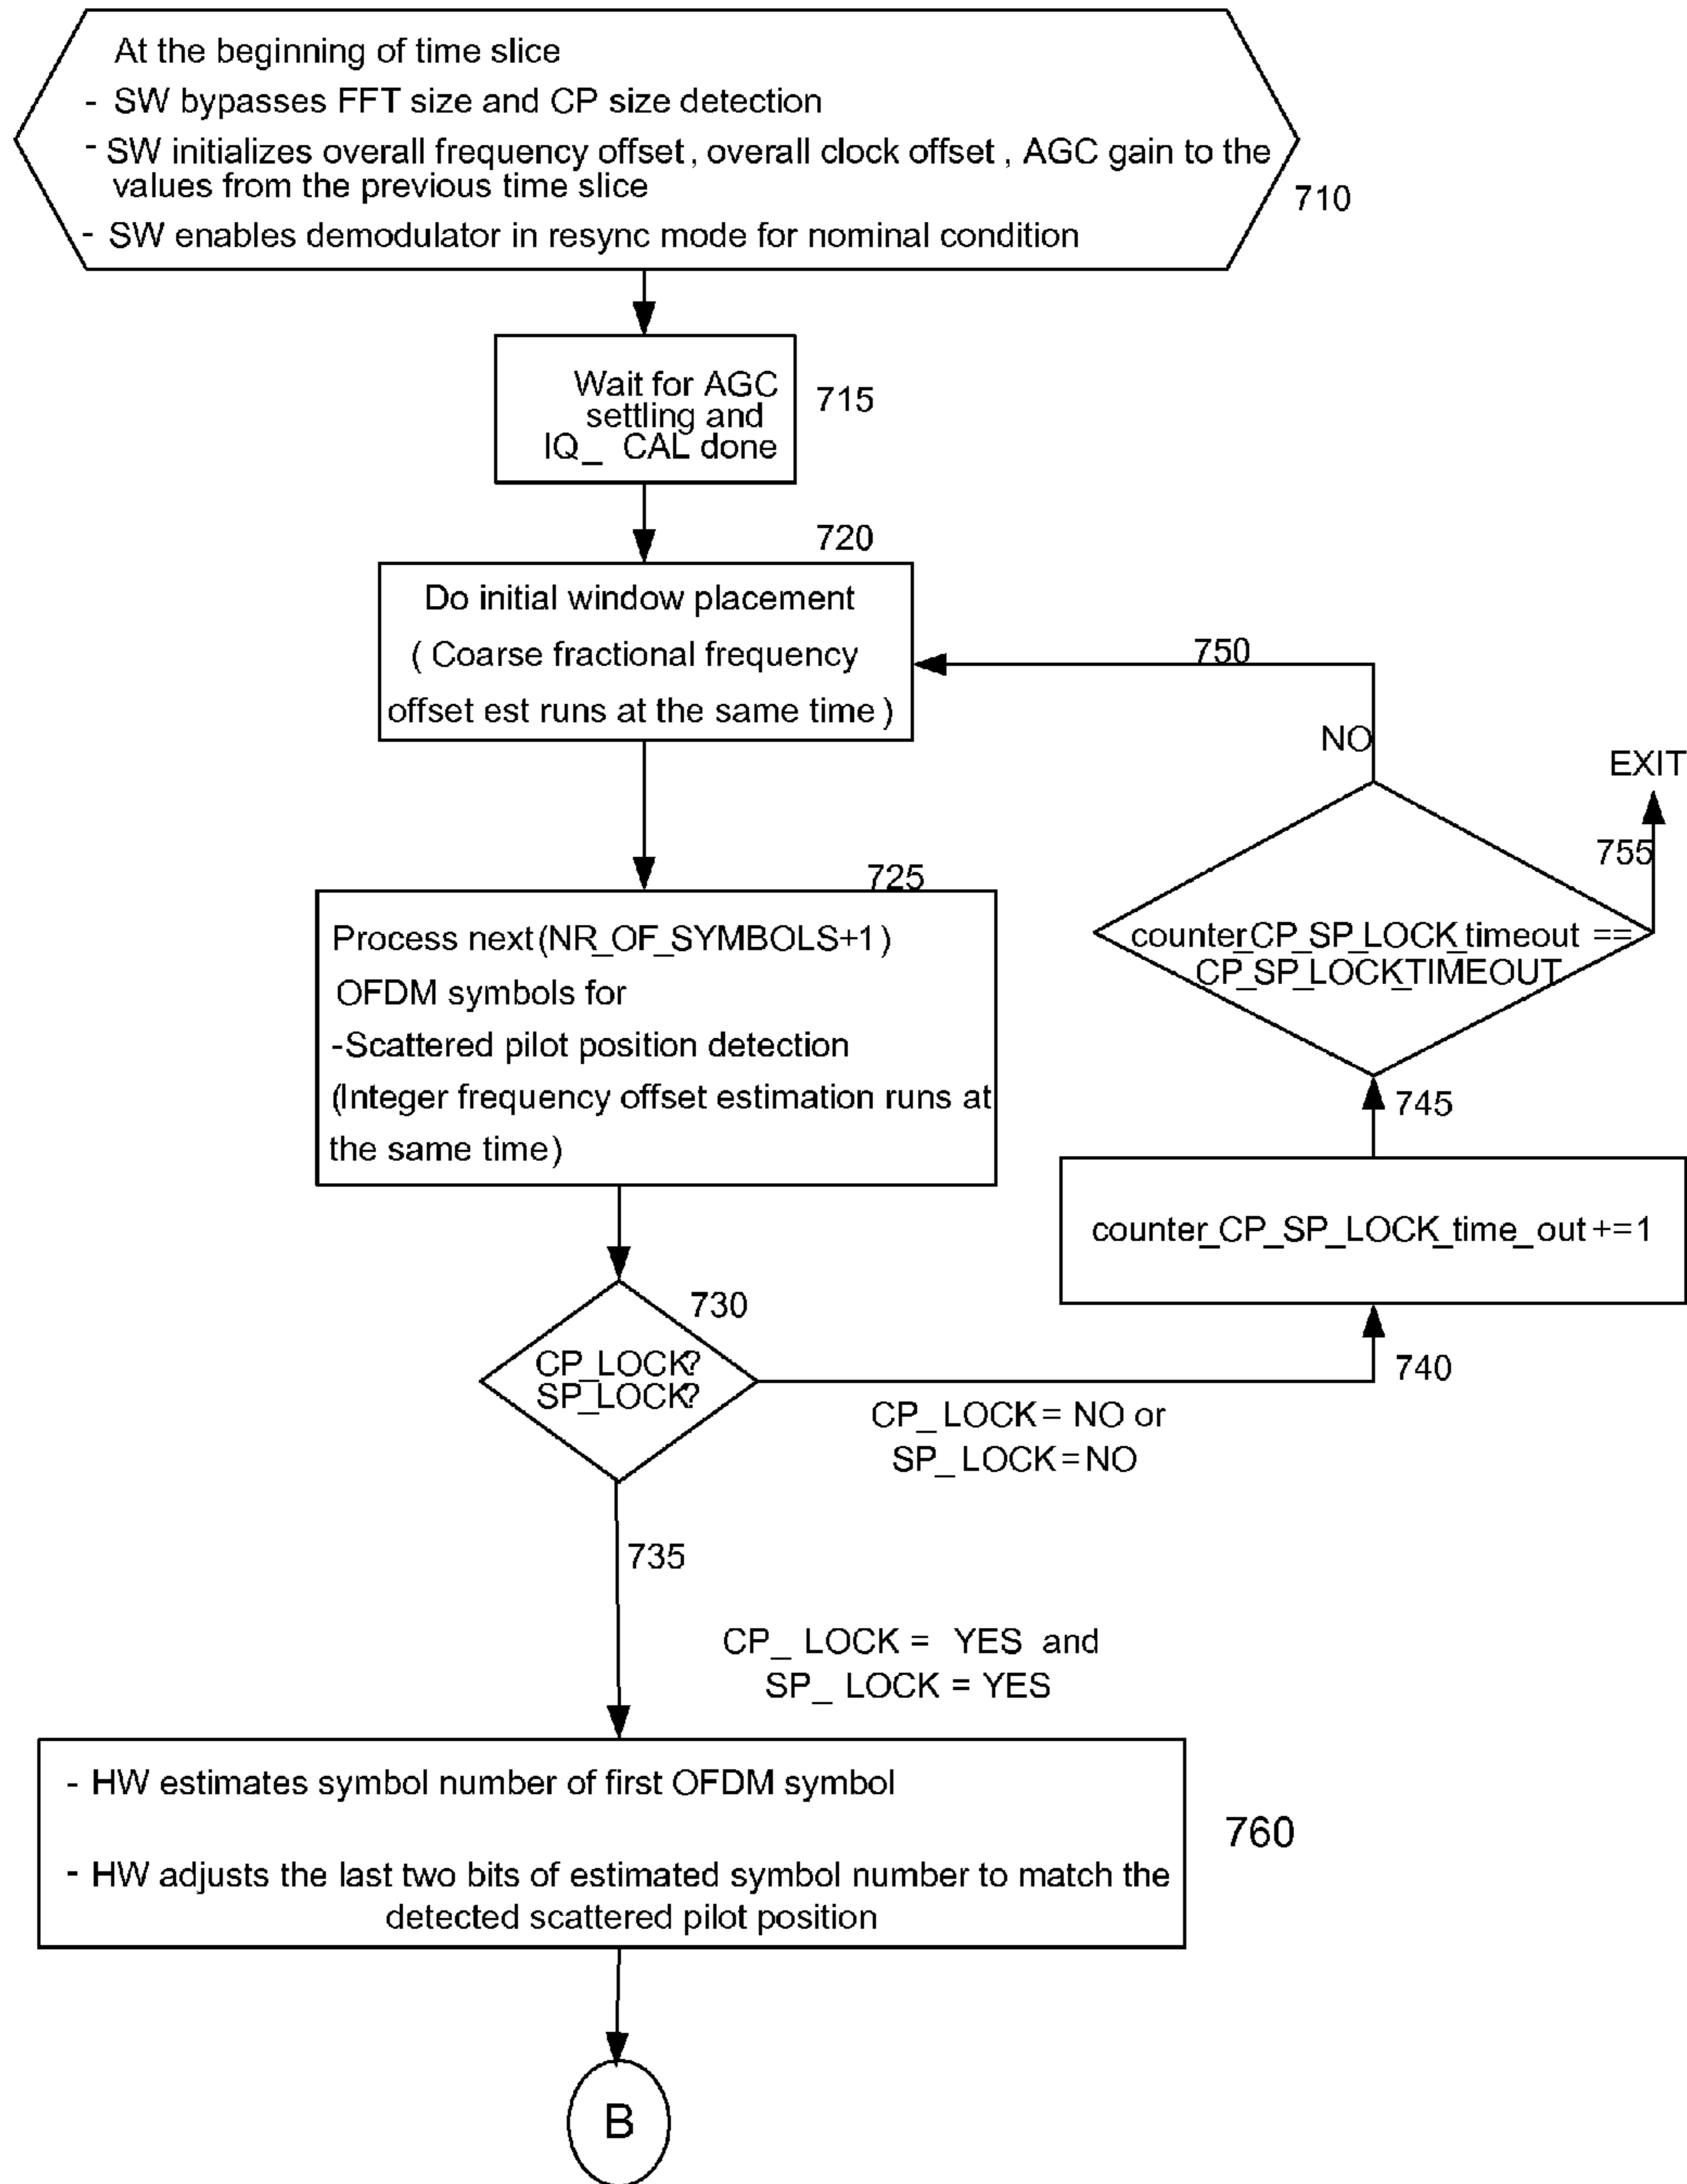 At the beginning of time slice
- SW bypasses FFT size and CP size detection
- SW initializes overall frequency offset, overall clock offset, AGC gain to the
values from the previous time slice
- SW enables demodulator in resync mode for nominal condition
710
Wait for AGC
settling and
IQ_ CAL done
715
720
Do initial window placement
( Coarse fractional frequency
offset est runs at the same time )
750
NO
EXIT
755
725
Process next (NR_OF_SYMBOLS+1)
OFDM symbols for
-Scattered pilot position detection
(Integer frequency offset estimation runs at
the same time)
counter_CP_SP_LOCK_timeout ==
CP_SP_LOCKTIMEOUT
745
counter_CP_SP_LOCK_time_out +=1
730
CP_LOCK?
SP_LOCK?
740
CP_ LOCK = NO or
SP_ LOCK = NO
735
CP_ LOCK = YES and
SP_ LOCK = YES
- HW estimates symbol number of first OFDM symbol
- HW adjusts the last two bits of estimated symbol number to match the
detected scattered pilot position
760
B